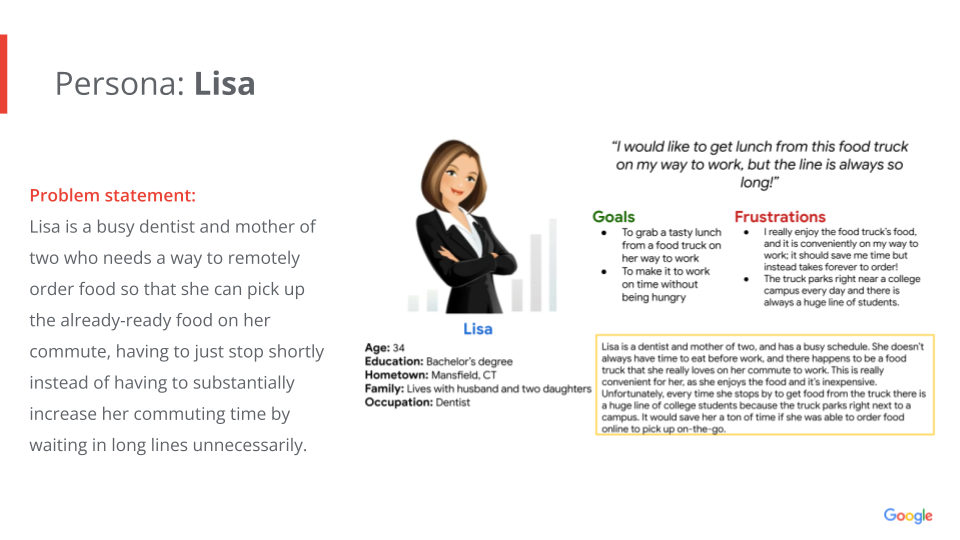 Persona: Lisa
Problem statement:
Lisa is a busy dentist and mother of
two who needs a way to remotely
order food so that she can pick up
the already-ready food on her
commute, having to just stop shortly
instead of having to substantially
increase her commuting time by
waiting in long lines unnecessarily.
Lisa
Age: 34
Education: Bachelor's degree
Hometown: Mansfield, CT
Family: Lives with husband and two daughters
Occupation: Dentist
"I would like to get lunch from this food truck
on my way to work, but the line is always so
long!"
Goals
● To grab a tasty lunch
from a food truck on
her way to work
● To make it to work
on time without
being hungry
Frustrations
● I really enjoy the food truck's food,
and it is conveniently on my way to
work; it should save me time but
instead takes forever to order!
● The truck parks right near a college
campus every day and there is
always a huge line of students.
Lisa is a dentist and mother of two, and has a busy schedule. She doesn't
always have time to eat before work, and there happens to be a food
truck that she really loves on her commute to work. This is really
convenient for her, as she enjoys the food and it's inexpensive.
Unfortunately, every time she stops by to get food from the truck there is
a huge line of college students because the truck parks right next to a
campus. It would save her a ton of time if she was able to order food
online to pick up on-the-go.
Google